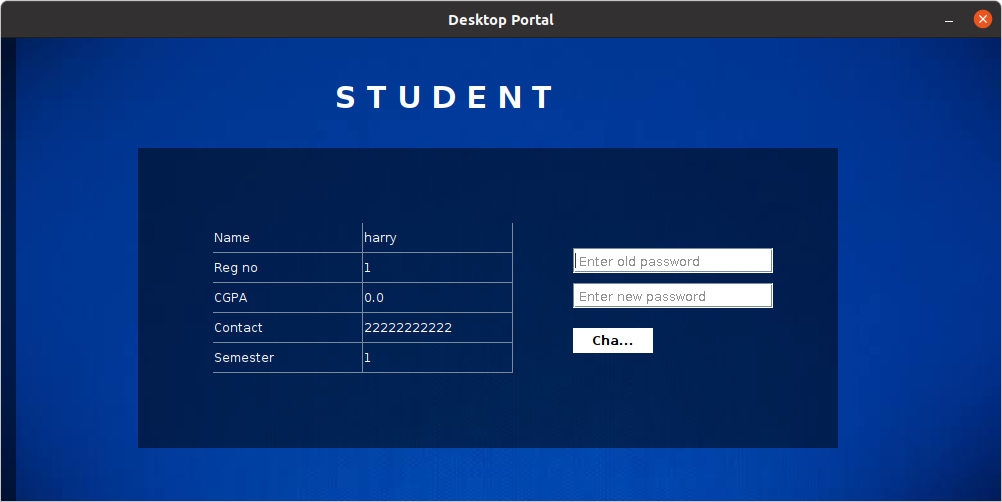 Desktop Portal
S T U D E N T
Name harry
Reg no 1
CGPA 0.0
Contact 22222222222
Semester 1
Enter old password
Enter new password
Cha...